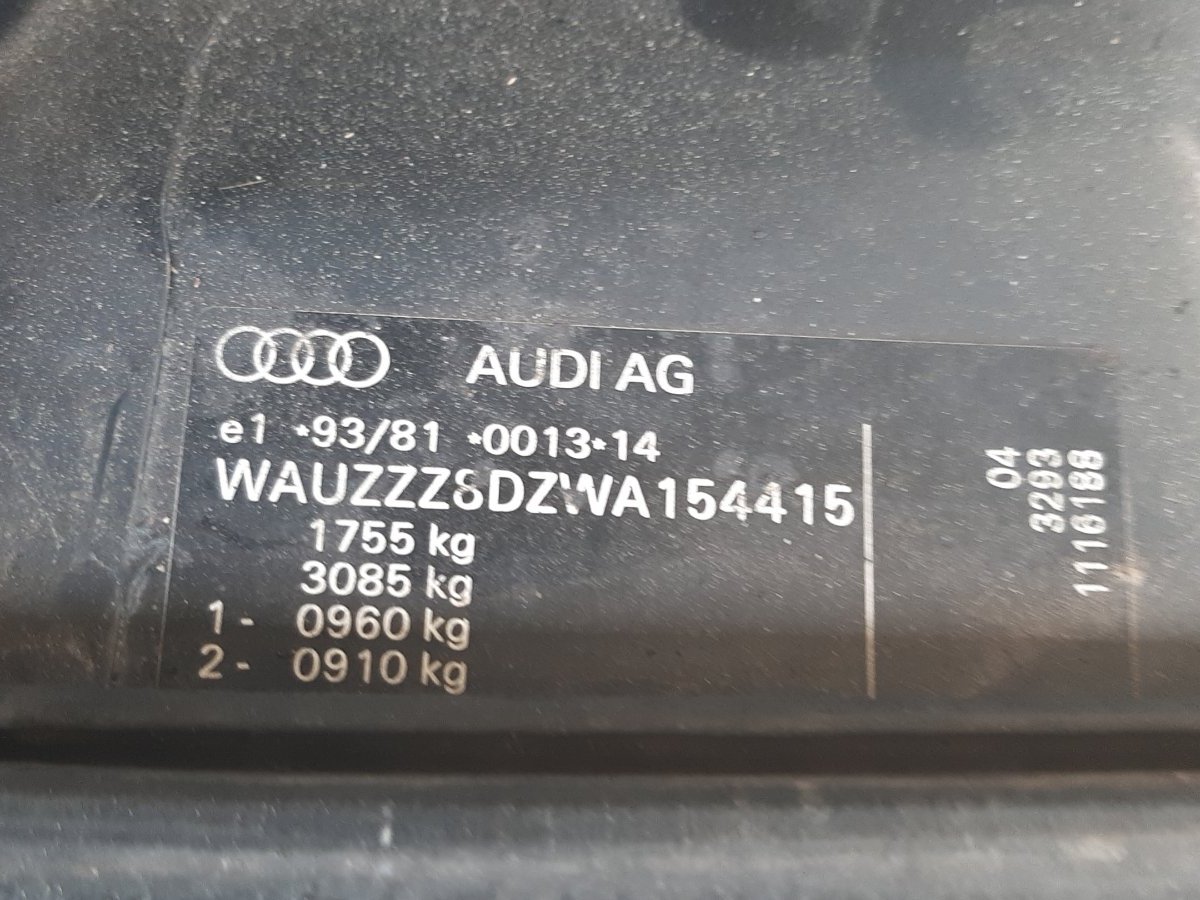 AUDI AG
e1 *93/81 *0013*14
WAUZZZ8DZWA154415
1755 kg
3085 kg
1- 0960 kg
2- 0910 kg
04
3293
1116188